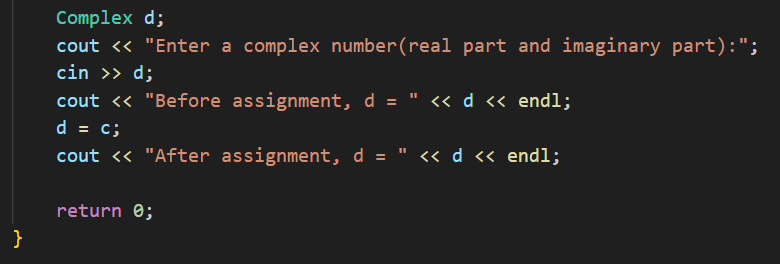 Complex d;
cout << "Enter a complex number(real part and imaginary part):";
cin >> d;
cout << "Before assignment, d = " << d << endl;
d = c;
cout << "After assignment, d = " << d << endl;
return 0;
}